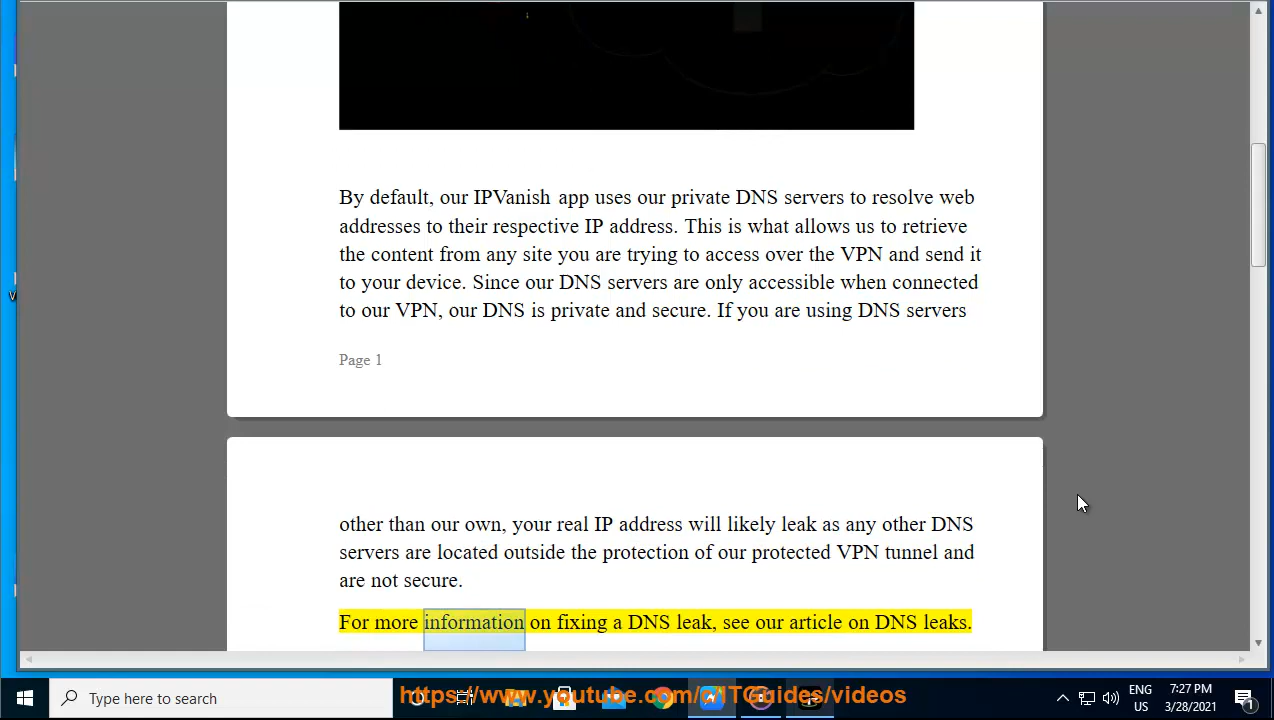 By default, our IPVanish app uses our private DNS servers to resolve web
addresses to their respective IP address. This is what allows us to retrieve
the content from any site you are trying to access over the VPN and send it
to your device. Since our DNS servers are only accessible when connected
to our VPN, our DNS is private and secure. If you are using DNS servers
Page 1
other than our own, your real IP address will likely leak as any other DNS
servers are located outside the protection of our protected VPN tunnel and
are not secure.
For more information on fixing a DNS leak, see our article on DNS leaks.
Type here to search
ENG
US
7:27 PM
3/28/2021
1